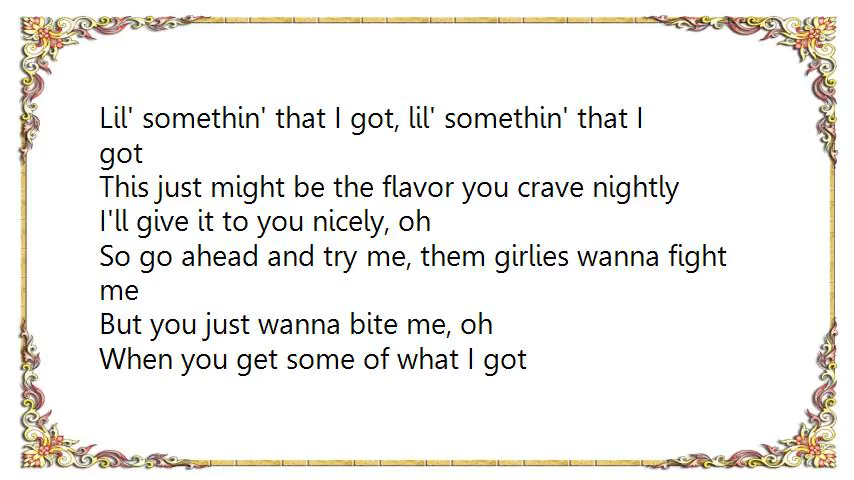 Lil' somethin' that I got, lil' somethin' that I
got
This just might be the flavor you crave nightly
I'll give it to you nicely, oh
So go ahead and try me, them girlies wanna fight
me
But you just wanna bite me, oh
When you get some of what I got